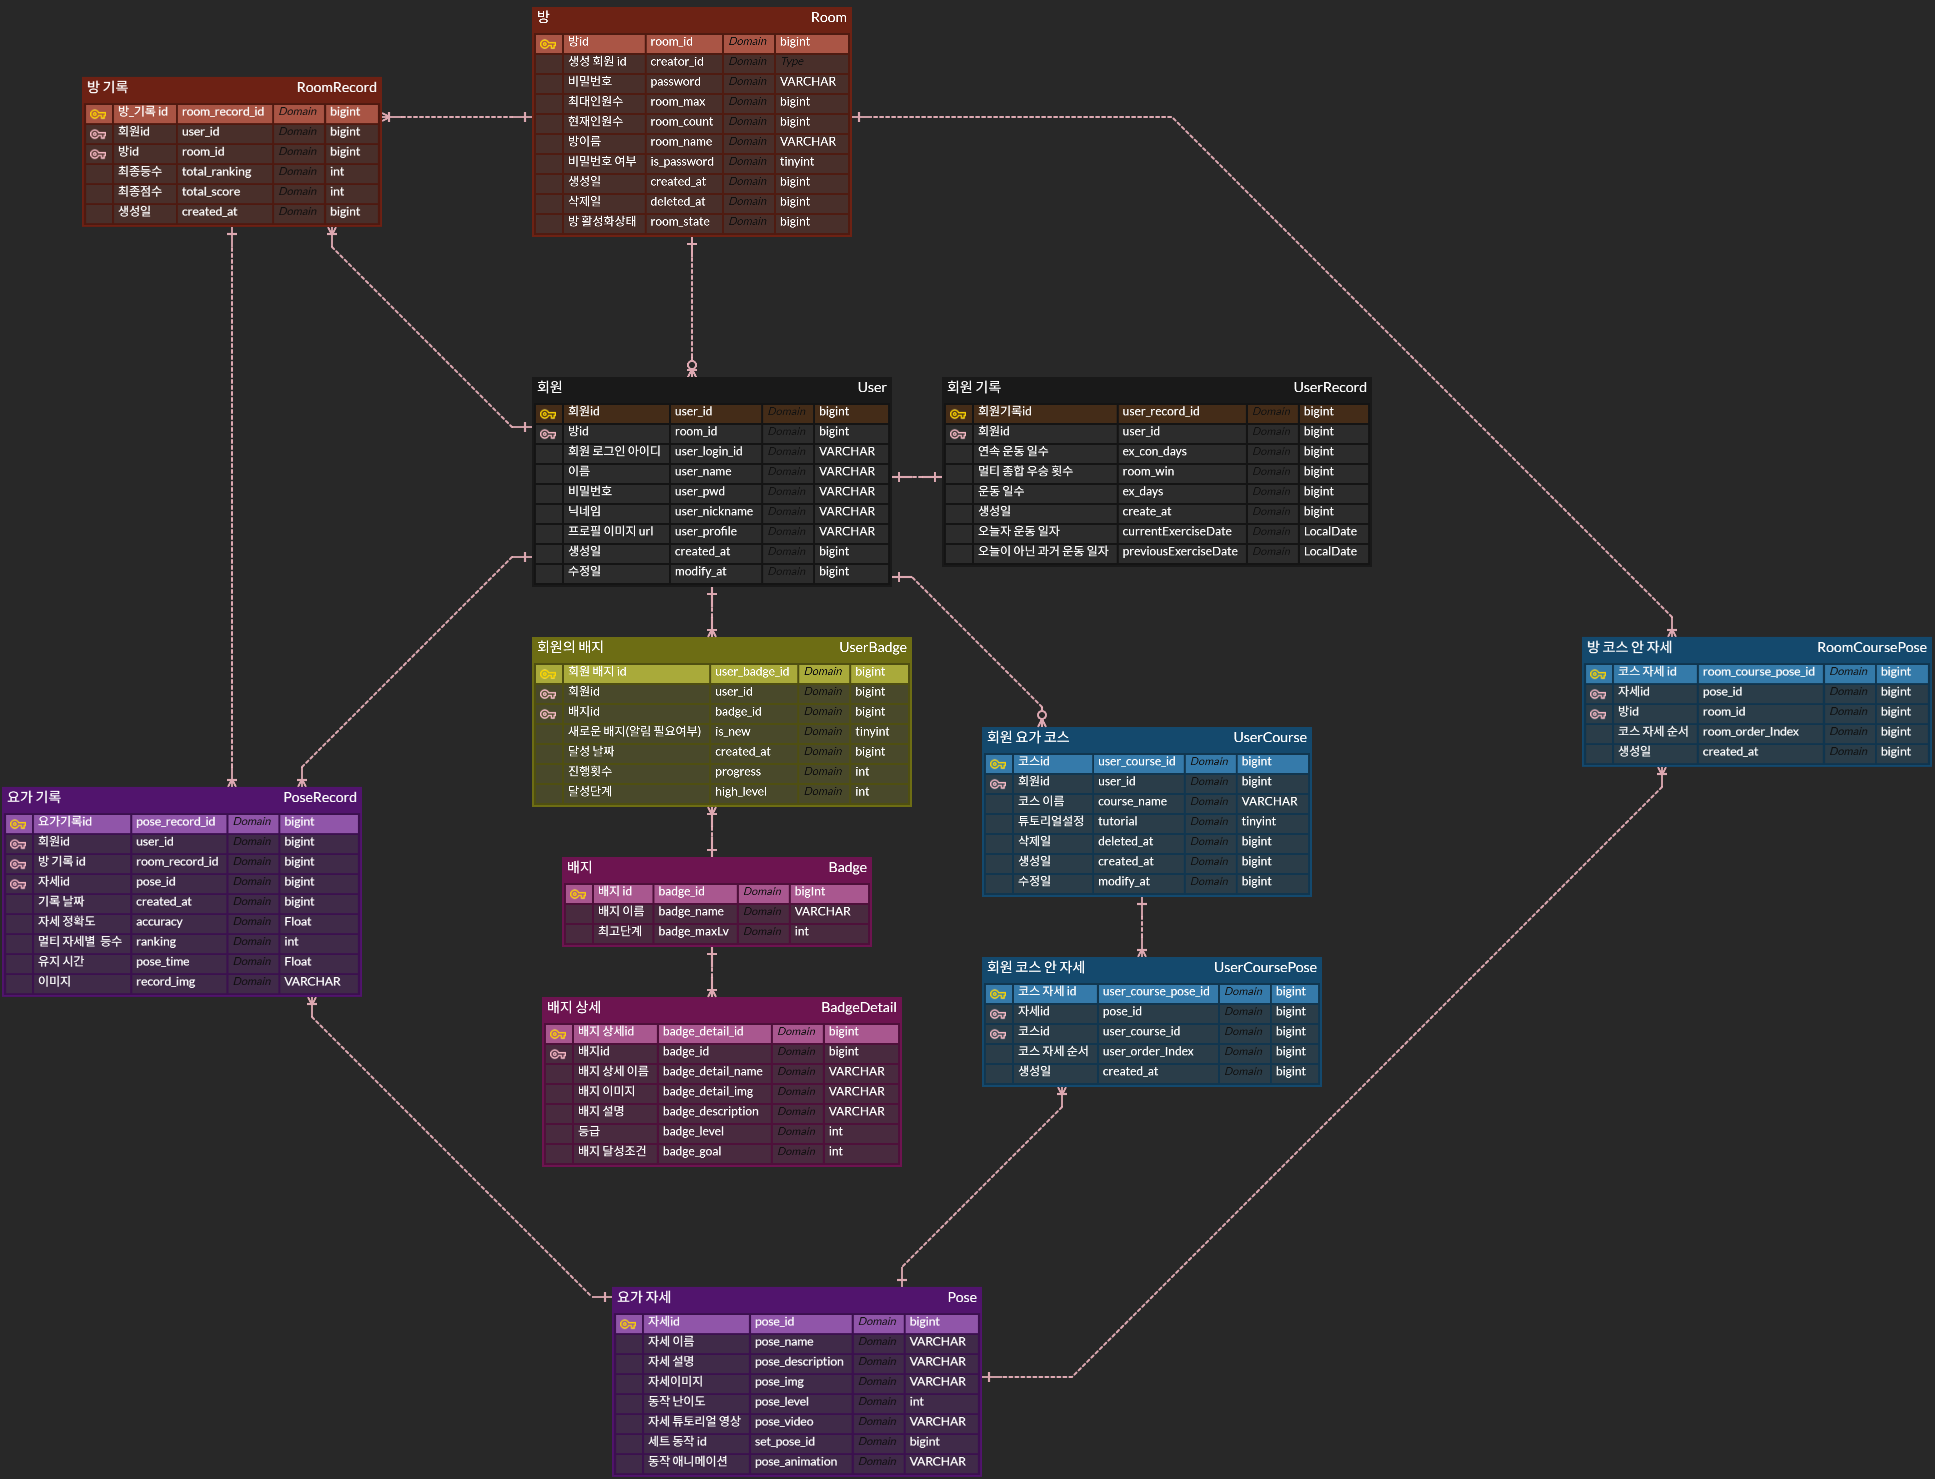 방 Room
방id room_id Domain bigint
생성 회원 id creator_id Domain Type
비밀번호 password Domain VARCHAR
최대인원수 room_max Domain bigint
현재인원수 room_count Domain bigint
방이름 room_name Domain VARCHAR
비밀번호 여부 is_password Domain tinyint
생성일 created_at Domain bigint
삭제일 deleted_at Domain bigint
방 활성화상태 room_state Domain bigint
방 기록 RoomRecord
방_기록 id room_record_id Domain bigint
회원id user_id Domain bigint
방id room_id Domain bigint
최종등수 total_ranking Domain int
최종점수 total_score Domain int
생성일 created_at Domain bigint
회원 User
회원id user_id Domain bigint
방id room_id Domain bigint
회원 로그인 아이디 user_login_id Domain VARCHAR
이름 user_name Domain VARCHAR
비밀번호 user_pwd Domain VARCHAR
닉네임 user_nickname Domain VARCHAR
프로필 이미지 url user_profile Domain VARCHAR
생성일 created_at Domain bigint
수정일 modify_at Domain bigint
회원 기록 UserRecord
회원기록id user_record_id Domain bigint
회원id user_id Domain bigint
연속 운동 일수 ex_con_days Domain bigint
멀티 종합 우승 횟수 room_win Domain bigint
운동 일수 ex_days Domain bigint
생성일 create_at Domain bigint
오늘자 운동 일자 currentExerciseDate Domain LocalDate
오늘이 아닌 과거 운동 일자 previousExerciseDate Domain LocalDate
회원의 배지 UserBadge
회원 배지 id user_badge_id Domain bigint
회원id user_id Domain bigint
배지id badge_id Domain bigint
새로운 배지(알림 필요여부) is_new Domain tinyint
달성 날짜 created_at Domain bigint
진행횟수 progress Domain int
달성단계 high_level Domain int
방 코스 안 자세 RoomCoursePose
코스 자세 id room_course_pose_id Domain bigint
자세id pose_id Domain bigint
방id room_id Domain bigint
코스 자세 순서 room_order_Index Domain bigint
생성일 created_at Domain bigint
회원 요가 코스 UserCourse
코스id user_course_id Domain bigint
회원id user_id Domain bigint
코스 이름 course_name Domain VARCHAR
튜토리얼설정 tutorial Domain tinyint
삭제일 deleted_at Domain bigint
생성일 created_at Domain bigint
수정일 modify_at Domain bigint
요가 기록 PoseRecord
요가기록id pose_record_id Domain bigint
회원id user_id Domain bigint
방 기록 id room_record_id Domain bigint
자세id pose_id Domain bigint
기록 날짜 created_at Domain bigint
자세 정확도 accuracy Domain Float
멀티 자세별 등수 ranking Domain int
유지 시간 pose_time Domain Float
이미지 record_img Domain VARCHAR
배지 Badge
배지 id badge_id Domain bigInt
배지 이름 badge_name Domain VARCHAR
최고단계 badge_maxLv Domain int
회원 코스 안 자세 UserCoursePose
코스 자세 id user_course_pose_id Domain bigint
자세id pose_id Domain bigint
코스id user_course_id Domain bigint
코스 자세 순서 user_order_Index Domain bigint
생성일 created_at Domain bigint
배지 상세 BadgeDetail
배지 상세id badge_detail_id Domain bigint
배지id badge_id Domain bigint
배지 상세 이름 badge_detail_name Domain VARCHAR
배지 이미지 badge_detail_img Domain VARCHAR
배지 설명 badge_description Domain VARCHAR
등급 badge_level Domain int
배지 달성조건 badge_goal Domain int
요가 자세 Pose
자세id pose_id Domain bigint
자세 이름 pose_name Domain VARCHAR
자세 설명 pose_description Domain VARCHAR
자세이미지 pose_img Domain VARCHAR
동작 난이도 pose_level Domain int
자세 튜토리얼 영상 pose_video Domain VARCHAR
세트 동작 id set_pose_id Domain bigint
동작 애니메이션 pose_animation Domain VARCHAR